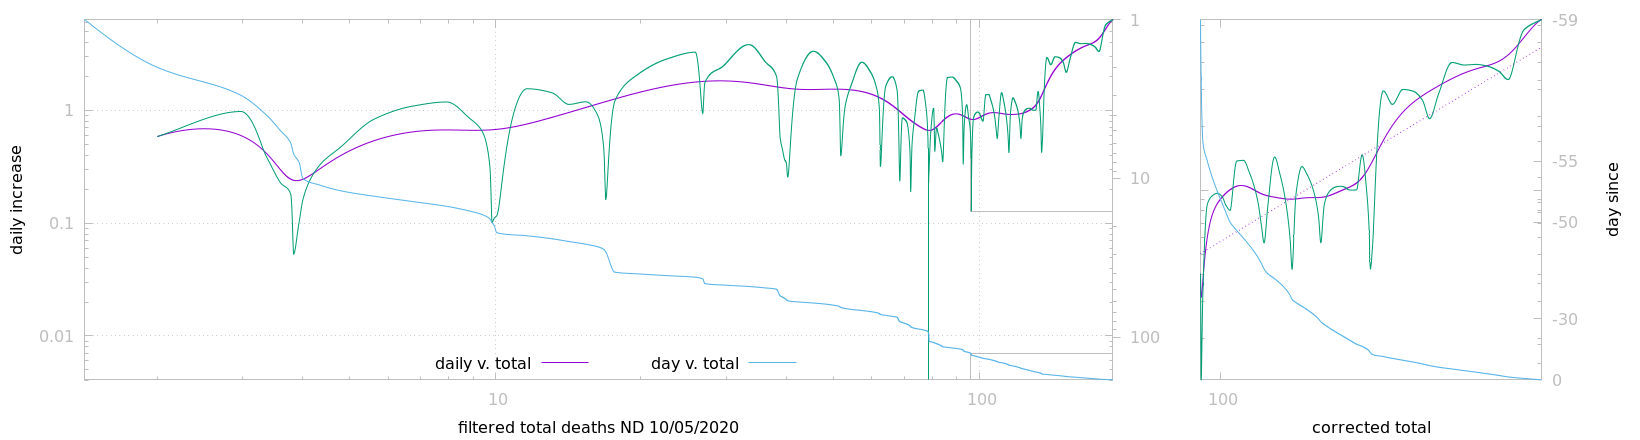 1
0.1
0.01
daily increase
daily v. total
day v. total
10
100
filtered total deaths ND 10/05/2020
1
10
100
-59
-55
-50
-30
0
day since
100
corrected total